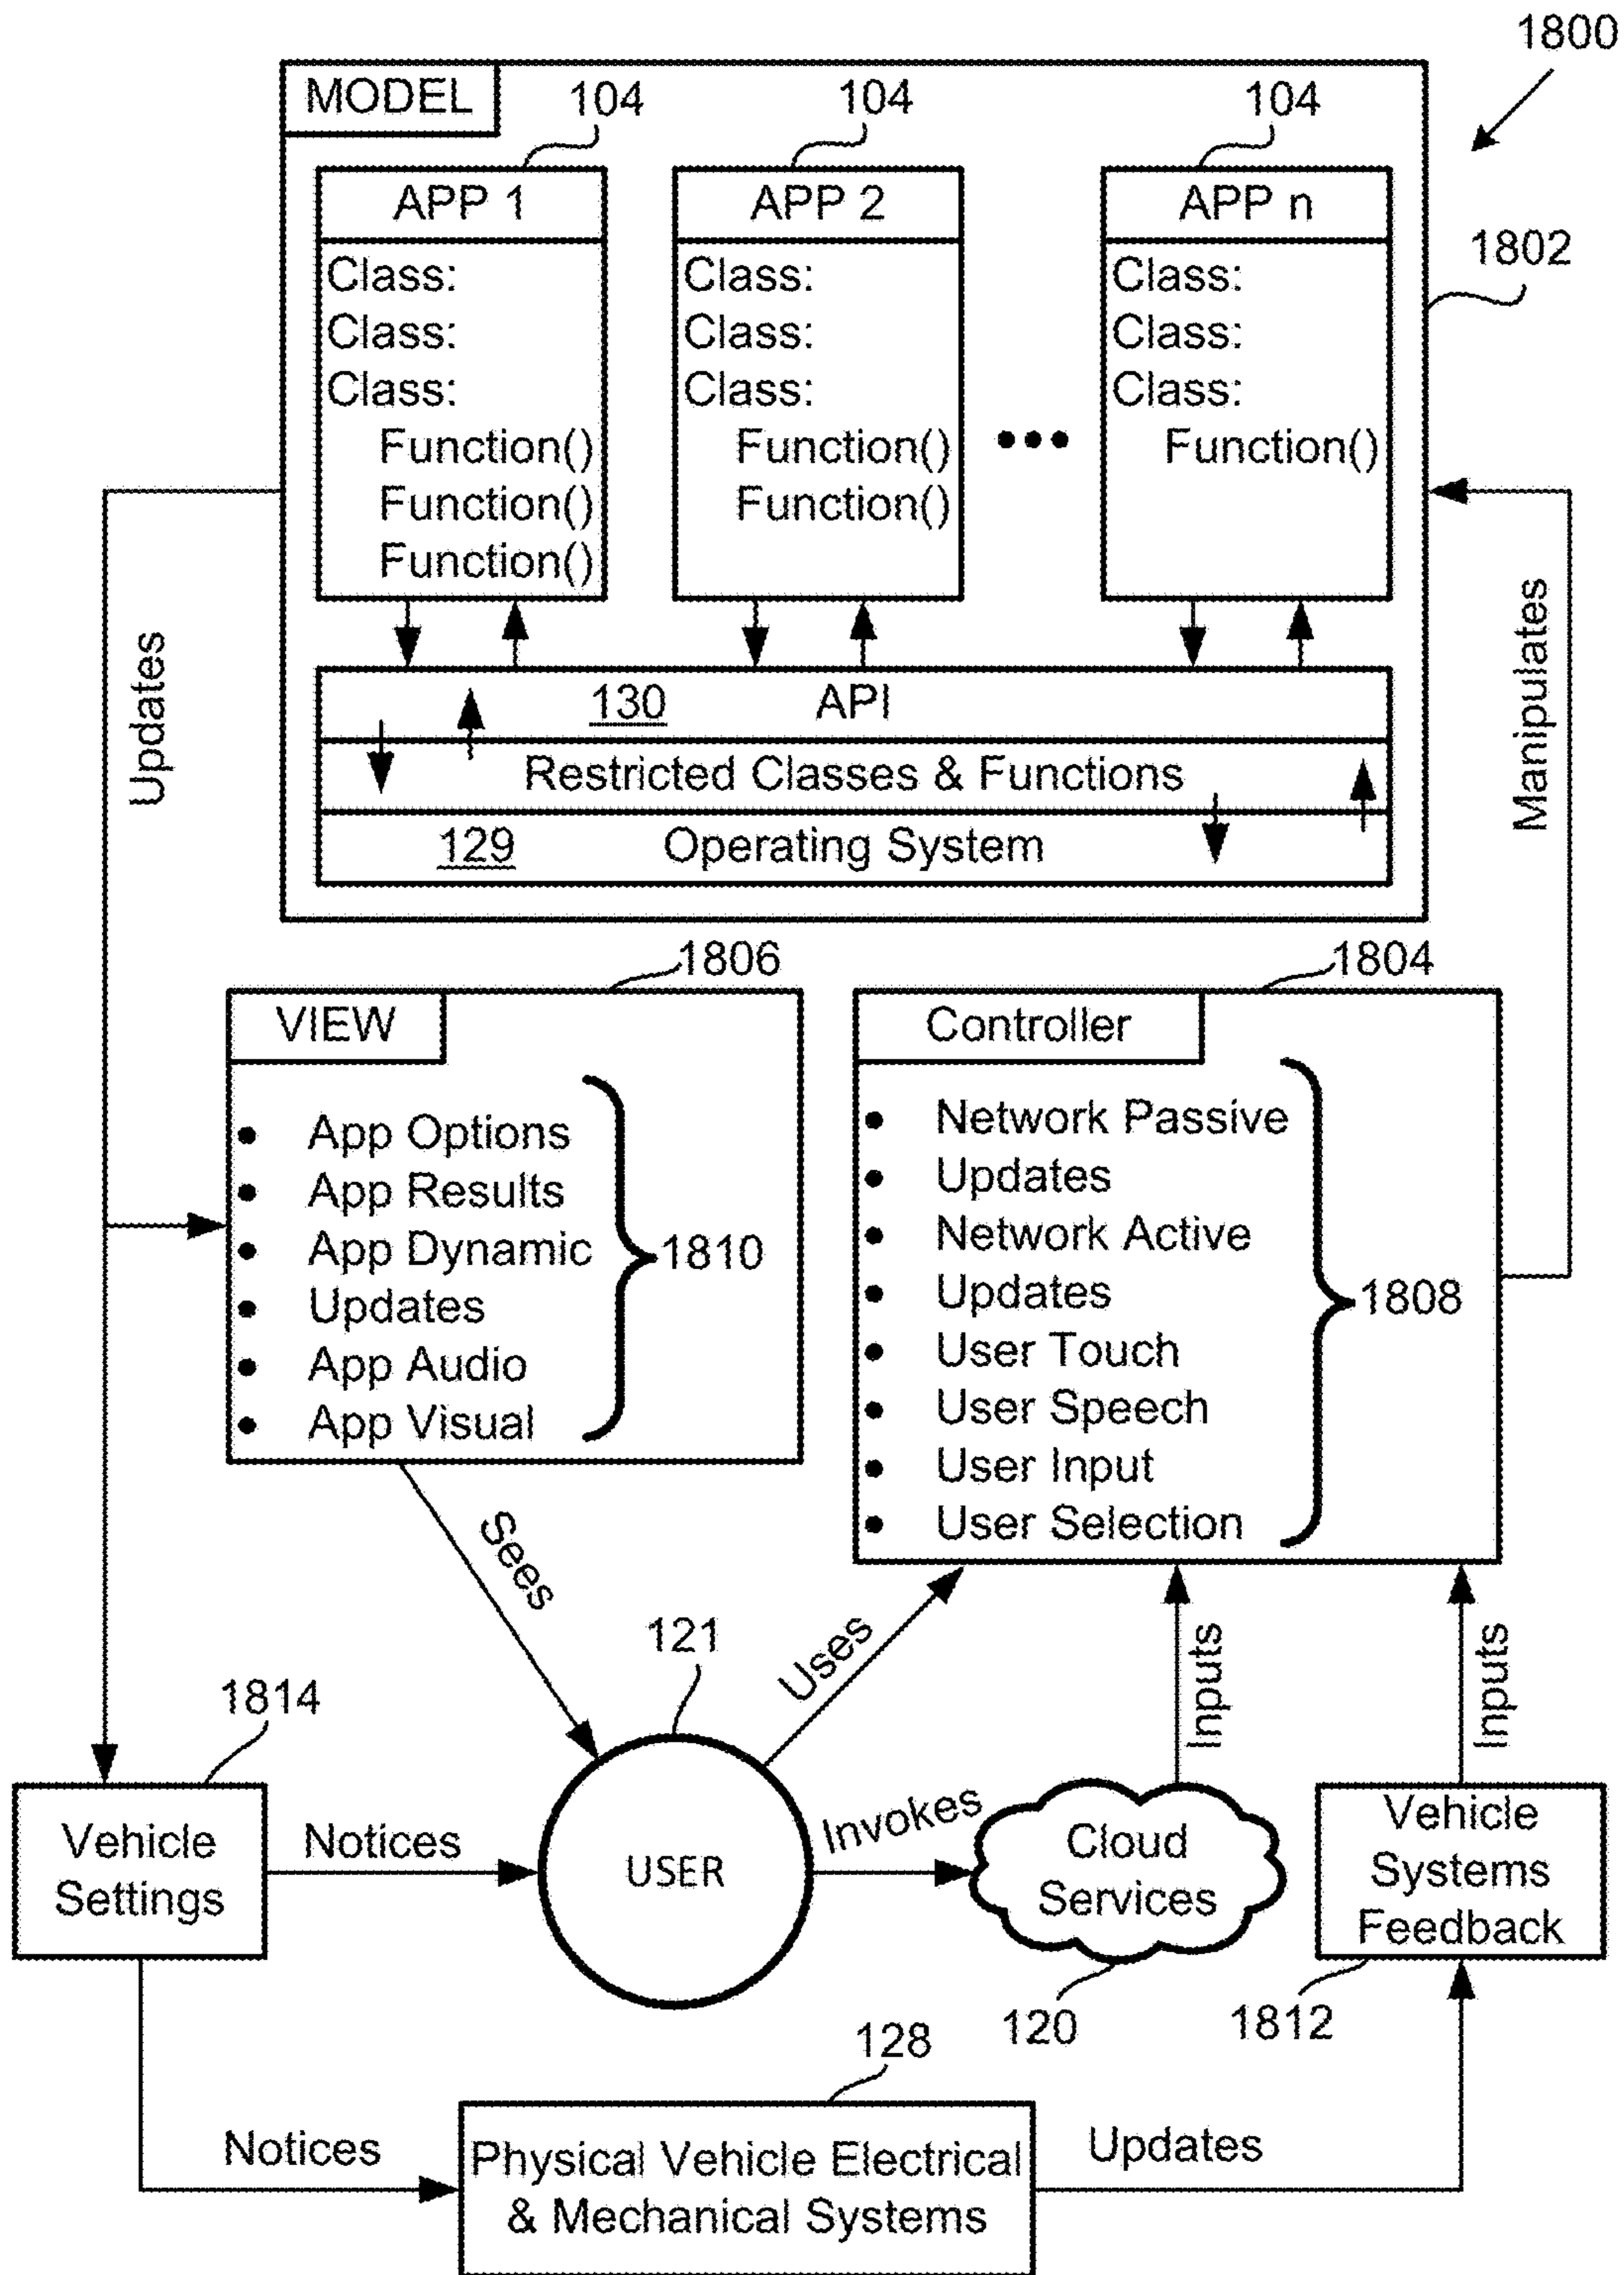 1800
MODEL
104
104
104
APP 1
APP 2
APP n
1802
Class:
Class:
Class:
Function()
Function()
Function()
Class:
Class:
Class:
Function()
Function()
•••
Class:
Class:
Class:
Function()
Updates
Manipulates
130 API
Restricted Classes & Functions
129 Operating System
1806
VIEW
• App Options
• App Results
• App Dynamic
• Updates
• App Audio
• App Visual
1810
1804
Controller
• Network Passive
• Updates
• Network Active
• Updates
• User Touch
• User Speech
• User Input
• User Selection
1808
Sees
Uses
Inputs
Inputs
121
1814
Vehicle
Settings
Notices
USER
Invokes
Cloud
Services
Vehicle
Systems
Feedback
120
1812
128
Notices
Physical Vehicle Electrical
& Mechanical Systems
Updates